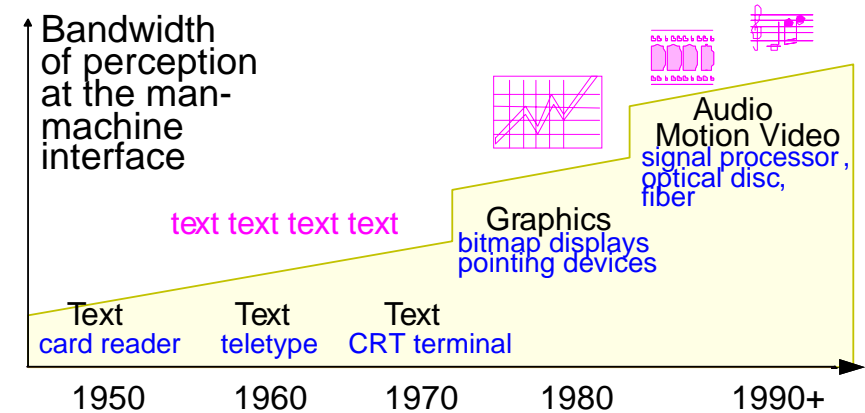 Bandwidth
of perception
at the man-
machine
interface
text text text text
Audio
Motion Video
signal processor,
optical disc,
fiber
Graphics
bitmap displays
pointing devices
Text Text Text
card reader teletype CRT terminal
1950 1960 1970 1980 1990+